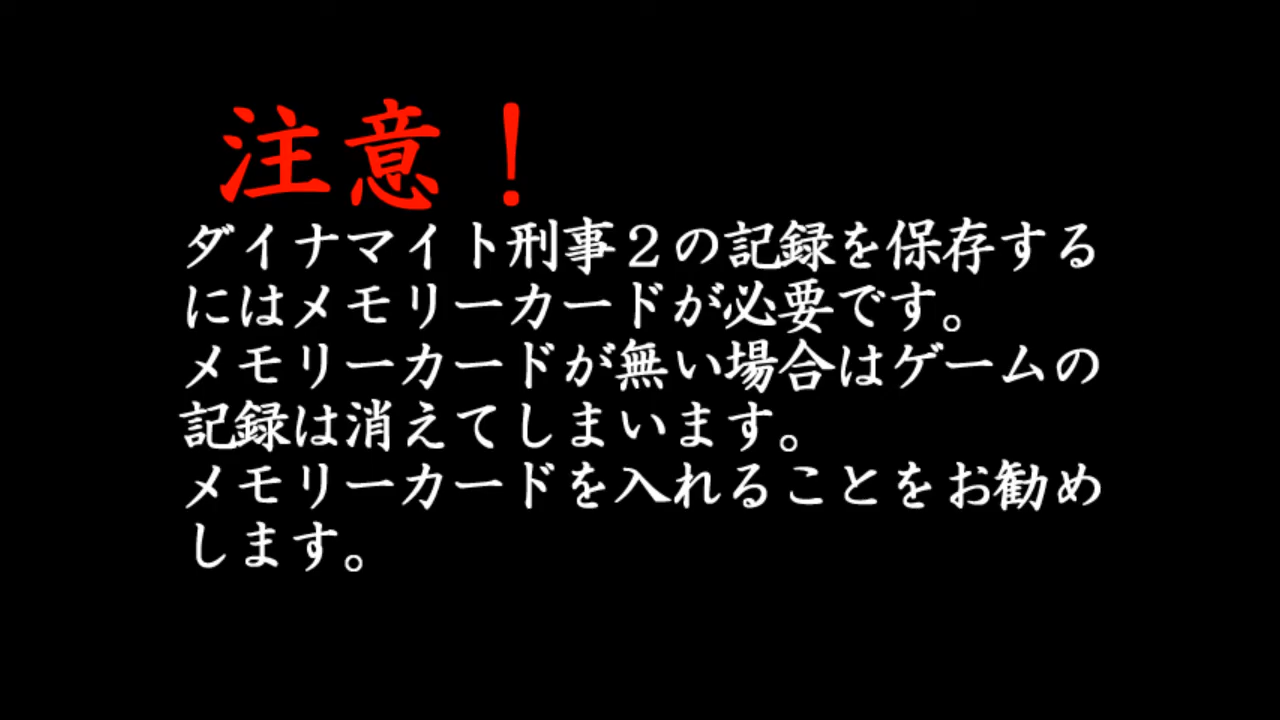 注意！
ダイナマイト刑事２の記録を保存する
にはメモリーカードが必要です。
メモリーカードが無い場合はゲームの
記録は消えてしまいます。
メモリーカードを入れることをお勧め
します。